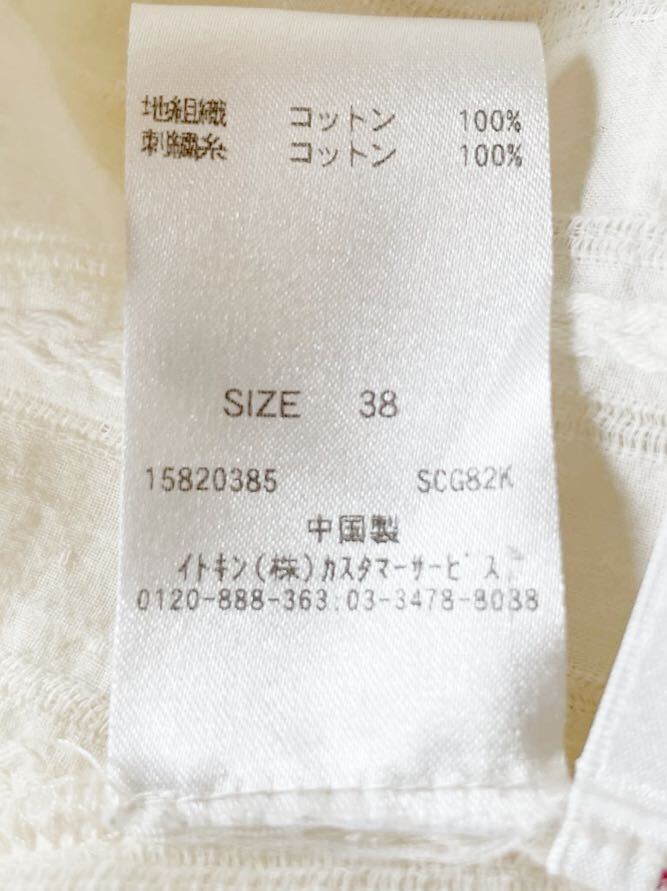 地組織 コットン 100%
刺繍糸 コットン 100%
SIZE 38
15820385 SCG82K
中国製
イトキン(株)カスタマーサービス
0120-888-363:03-3478-8088